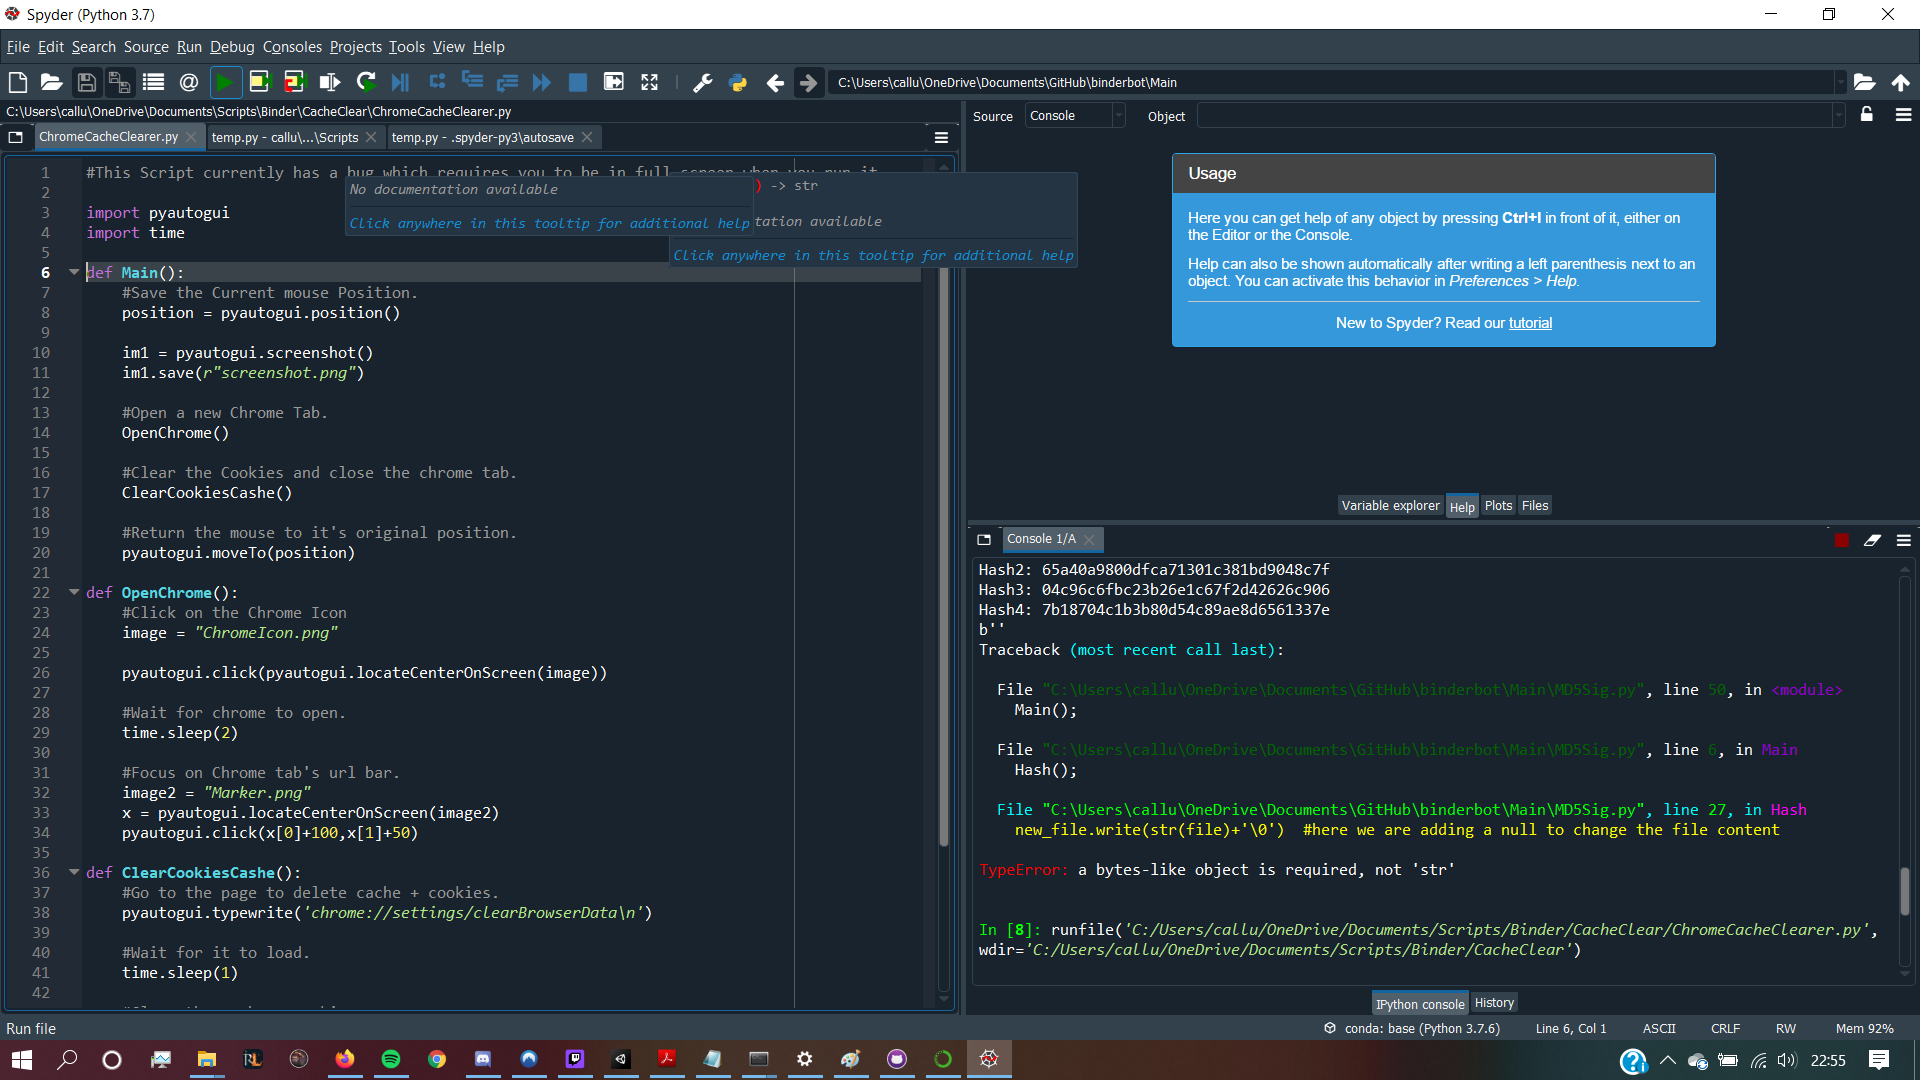 Spyder (Python 3.7)
File Edit Search Source Run Debug Consoles Projects Tools View Help
C:\Users\callu\OneDrive\Documents\GitHub\binderbot\Main
C:\Users\callu\OneDrive\Documents\Scripts\Binder\CacheClear\ChromeCacheClearer.py
ChromeCacheClearer.py temp.py - callu\...\Scripts temp.py - .spyder-py3\autosave
1 #This Script currently has a bug which requires you to be in full screen when you run it
No documentation available
Click anywhere in this tooltip for additional help
) -> str
tation available
Click anywhere in this tooltip for additional help
2
3 import pyautogui
4 import time
5
6 def Main():
7 #Save the Current mouse Position.
8 position = pyautogui.position()
9
10 im1 = pyautogui.screenshot()
11 im1.save(r"screenshot.png")
12
13 #Open a new Chrome Tab.
14 OpenChrome()
15
16 #Clear the Cookies and close the chrome tab.
17 ClearCookiesCashe()
18
19 #Return the mouse to it's original position.
20 pyautogui.moveTo(position)
21
22 def OpenChrome():
23 #Click on the Chrome Icon
24 image = "ChromeIcon.png"
25
26 pyautogui.click(pyautogui.locateCenterOnScreen(image))
27
28 #Wait for chrome to open.
29 time.sleep(2)
30
31 #Focus on Chrome tab's url bar.
32 image2 = "Marker.png"
33 x = pyautogui.locateCenterOnScreen(image2)
34 pyautogui.click(x[0]+100,x[1]+50)
35
36 def ClearCookiesCashe():
37 #Go to the page to delete cache + cookies.
38 pyautogui.typewrite('chrome://settings/clearBrowserData\n')
39
40 #Wait for it to load.
41 time.sleep(1)
42
Source Console Object
Usage
Here you can get help of any object by pressing Ctrl+I in front of it, either on
the Editor or the Console.
Help can also be shown automatically after writing a left parenthesis next to an
object. You can activate this behavior in Preferences > Help.
New to Spyder? Read our tutorial
Variable explorer Help Plots Files
Console 1/A
Hash2: 65a40a9800dfca71301c381bd9048c7f
Hash3: 04c96c6fbc23b26e1c67f2d42626c906
Hash4: 7b18704c1b3b80d54c89ae8d6561337e
b''
Traceback (most recent call last):
File "C:\Users\callu\OneDrive\Documents\GitHub\binderbot\Main\MD5Sig.py", line 50, in <module>
Main();
File "C:\Users\callu\OneDrive\Documents\GitHub\binderbot\Main\MD5Sig.py", line 6, in Main
Hash();
File "C:\Users\callu\OneDrive\Documents\GitHub\binderbot\Main\MD5Sig.py", line 27, in Hash
new_file.write(str(file)+'\0') #here we are adding a null to change the file content
TypeError: a bytes-like object is required, not 'str'
In [8]: runfile('C:/Users/callu/OneDrive/Documents/Scripts/Binder/CacheClear/ChromeCacheClearer.py',
wdir='C:/Users/callu/OneDrive/Documents/Scripts/Binder/CacheClear')
IPython console History
Run file
conda: base (Python 3.7.6) Line 6, Col 1 ASCII CRLF RW Mem 92%
22:55